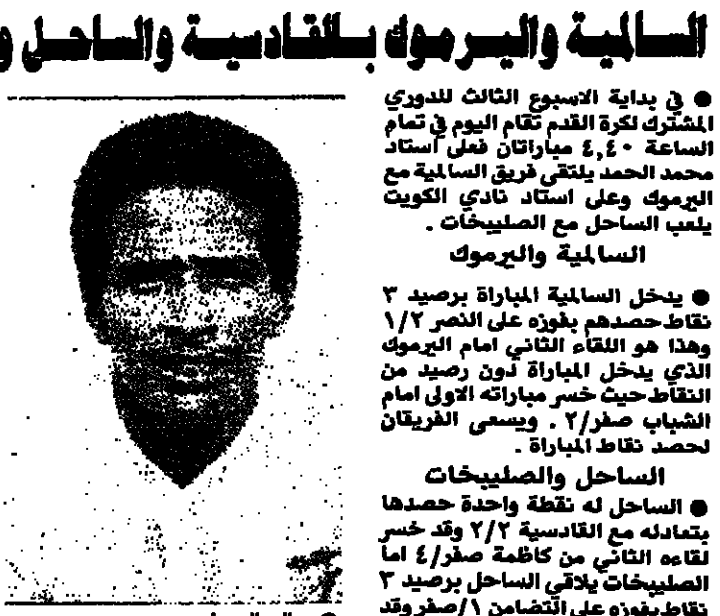 السالمية واليرموك بالقادسية والساحل و
● في بداية الاسبوع الثالث للدوري
المشترك لكرة القدم تقام اليوم في تمام
الساعة ٤,٤٠ مباراتان فعلى استاد
محمد الحمد يلتقي فريق السالمية مع
اليرموك وعلى استاد نادي الكويت
يلعب الساحل مع الصليبخات .
السالمية واليرموك
● يدخل السالمية المباراة برصيد ٣
نقاط حصدهم بفوزه على النصر ١/٢
وهذا هو اللقاء الثاني امام اليرموك
الذي يدخل المباراة دون رصيد من
النقاط حيث خسر مباراته الاولى امام
الشباب صفر/٢ . ويسعى الفريقان
لحصد نقاط المباراة .
الساحل والصليبخات
● الساحل له نقطة واحدة حصدها
بتعادله مع القادسية ٢/٢ وقد خسر
لقاءه الثاني من كاظمة صفر/٤ اما
الصليبخات يلاقي الساحل برصيد ٣
نقاط بفوزه على التضامن ١/صفر وقد